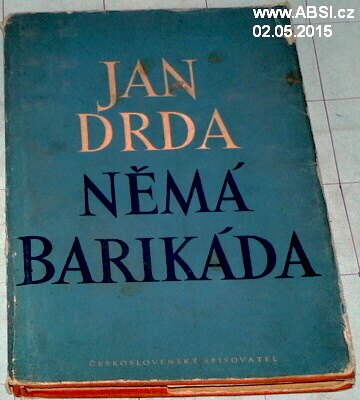 www.ABSI.cz
02.05.2015
JAN
DRDA
NĚMÁ
BARIKÁDA
ČESKOSLOVENSKÝ SPISOVATEL